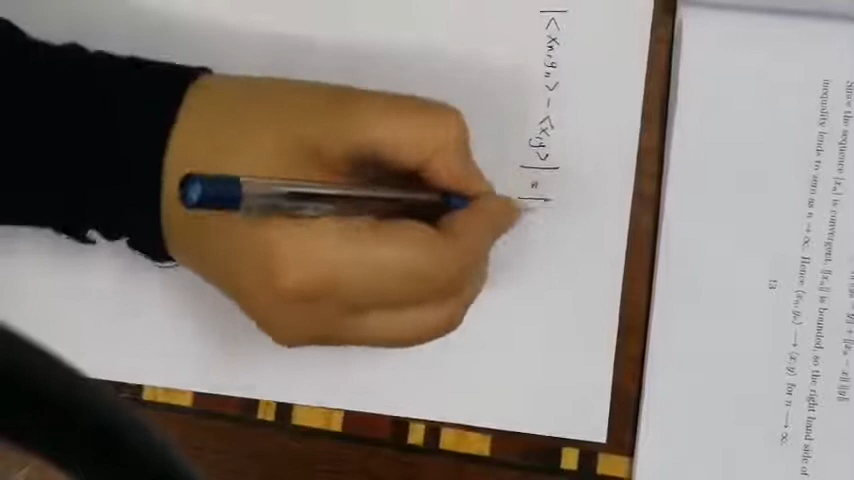 |<xₙ,yₙ> - <x,y>| = |
Since the sequence ‖xₙ‖ is convergent, ‖xₙ‖ is bounded, so the right hand side of
inequality tends to zero as n → ∞. Hence ⟨xₙ, yₙ⟩ → ⟨x, y⟩ for n → ∞.
13